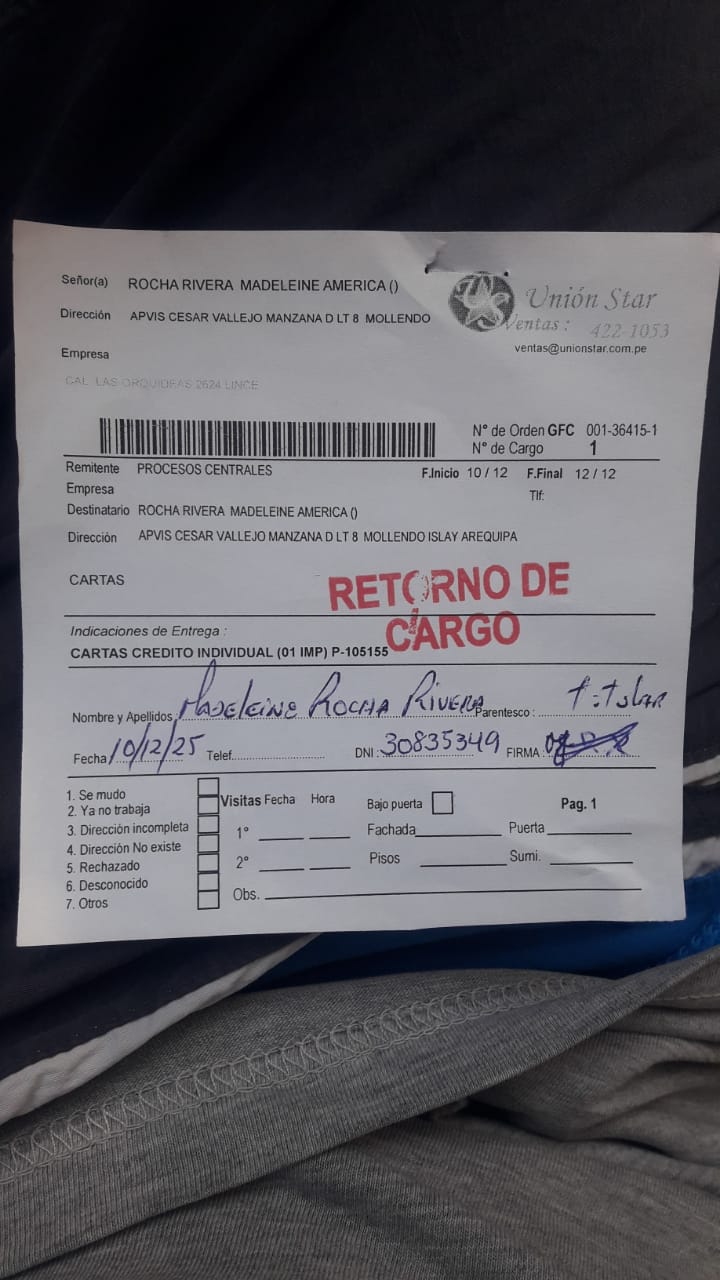 Señor(a) ROCHA RIVERA MADELEINE AMERICA ()
Dirección APVIS CESAR VALLEJO MANZANA D LT 8 MOLLENDO
Empresa
CAL. LAS ORQUIDEAS 2624 LINCE
US Unión Star
Ventas : 422-1053
ventas@unionstar.com.pe
N° de Orden GFC 001-36415-1
N° de Cargo 1
Remitente PROCESOS CENTRALES F.Inicio 10 / 12 F.Final 12 / 12
Empresa Tlf:
Destinatario ROCHA RIVERA MADELEINE AMERICA ()
Dirección APVIS CESAR VALLEJO MANZANA D LT 8 MOLLENDO ISLAY AREQUIPA
CARTAS
RETORNO DE
CARGO
Indicaciones de Entrega :
CARTAS CREDITO INDIVIDUAL (01 IMP) P-105155
Nombre y Apellidos Madeleine Rocha Rivera Parentesco : titular
Fecha 10/12/25 Telef. DNI : 30835349 FIRMA :
1. Se mudo
2. Ya no trabaja
3. Dirección incompleta
4. Dirección No existe
5. Rechazado
6. Desconocido
7. Otros
Visitas Fecha Hora Bajo puerta Pag. 1
1° Fachada Puerta
2° Pisos Sumi.
Obs.